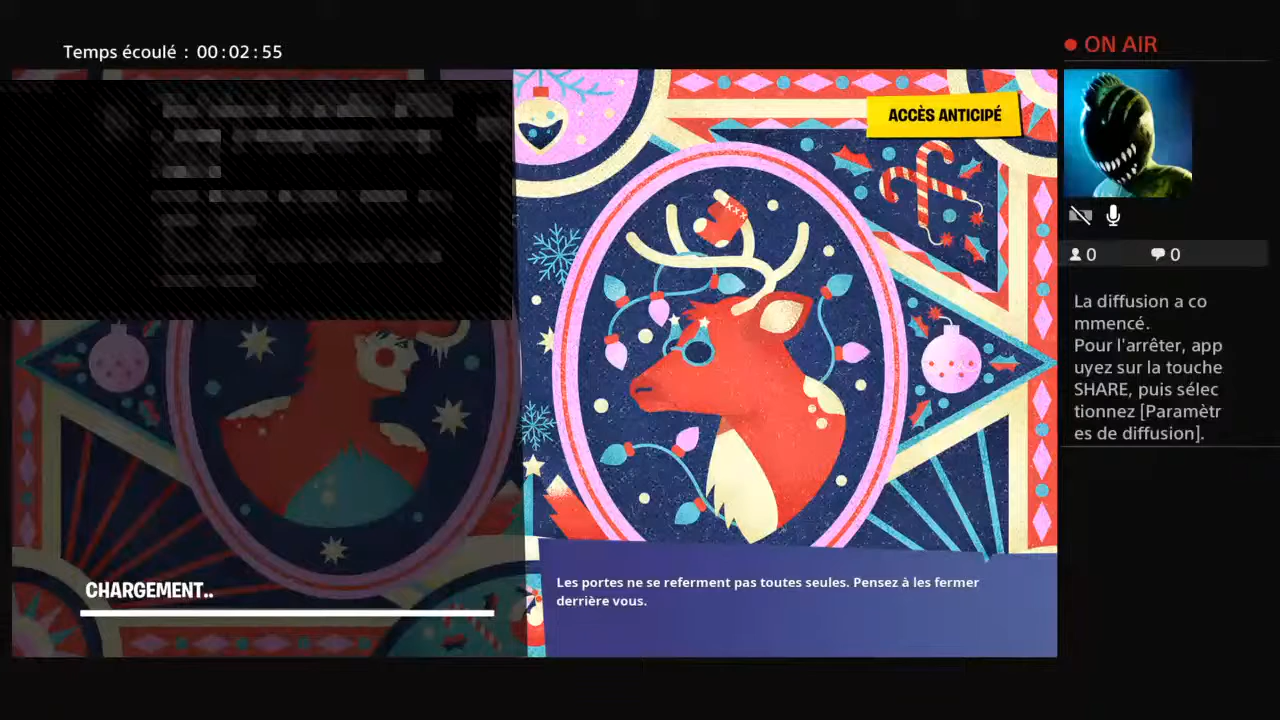 Temps écoulé : 00:02:55
ON AIR
ACCÈS ANTICIPÉ
0
0
La diffusion a co
mmencé.
Pour l'arrêter, app
uyez sur la touche
SHARE, puis sélec
tionnez [Paramètr
es de diffusion].
CHARGEMENT..
Les portes ne se referment pas toutes seules. Pensez à les fermer
derrière vous.